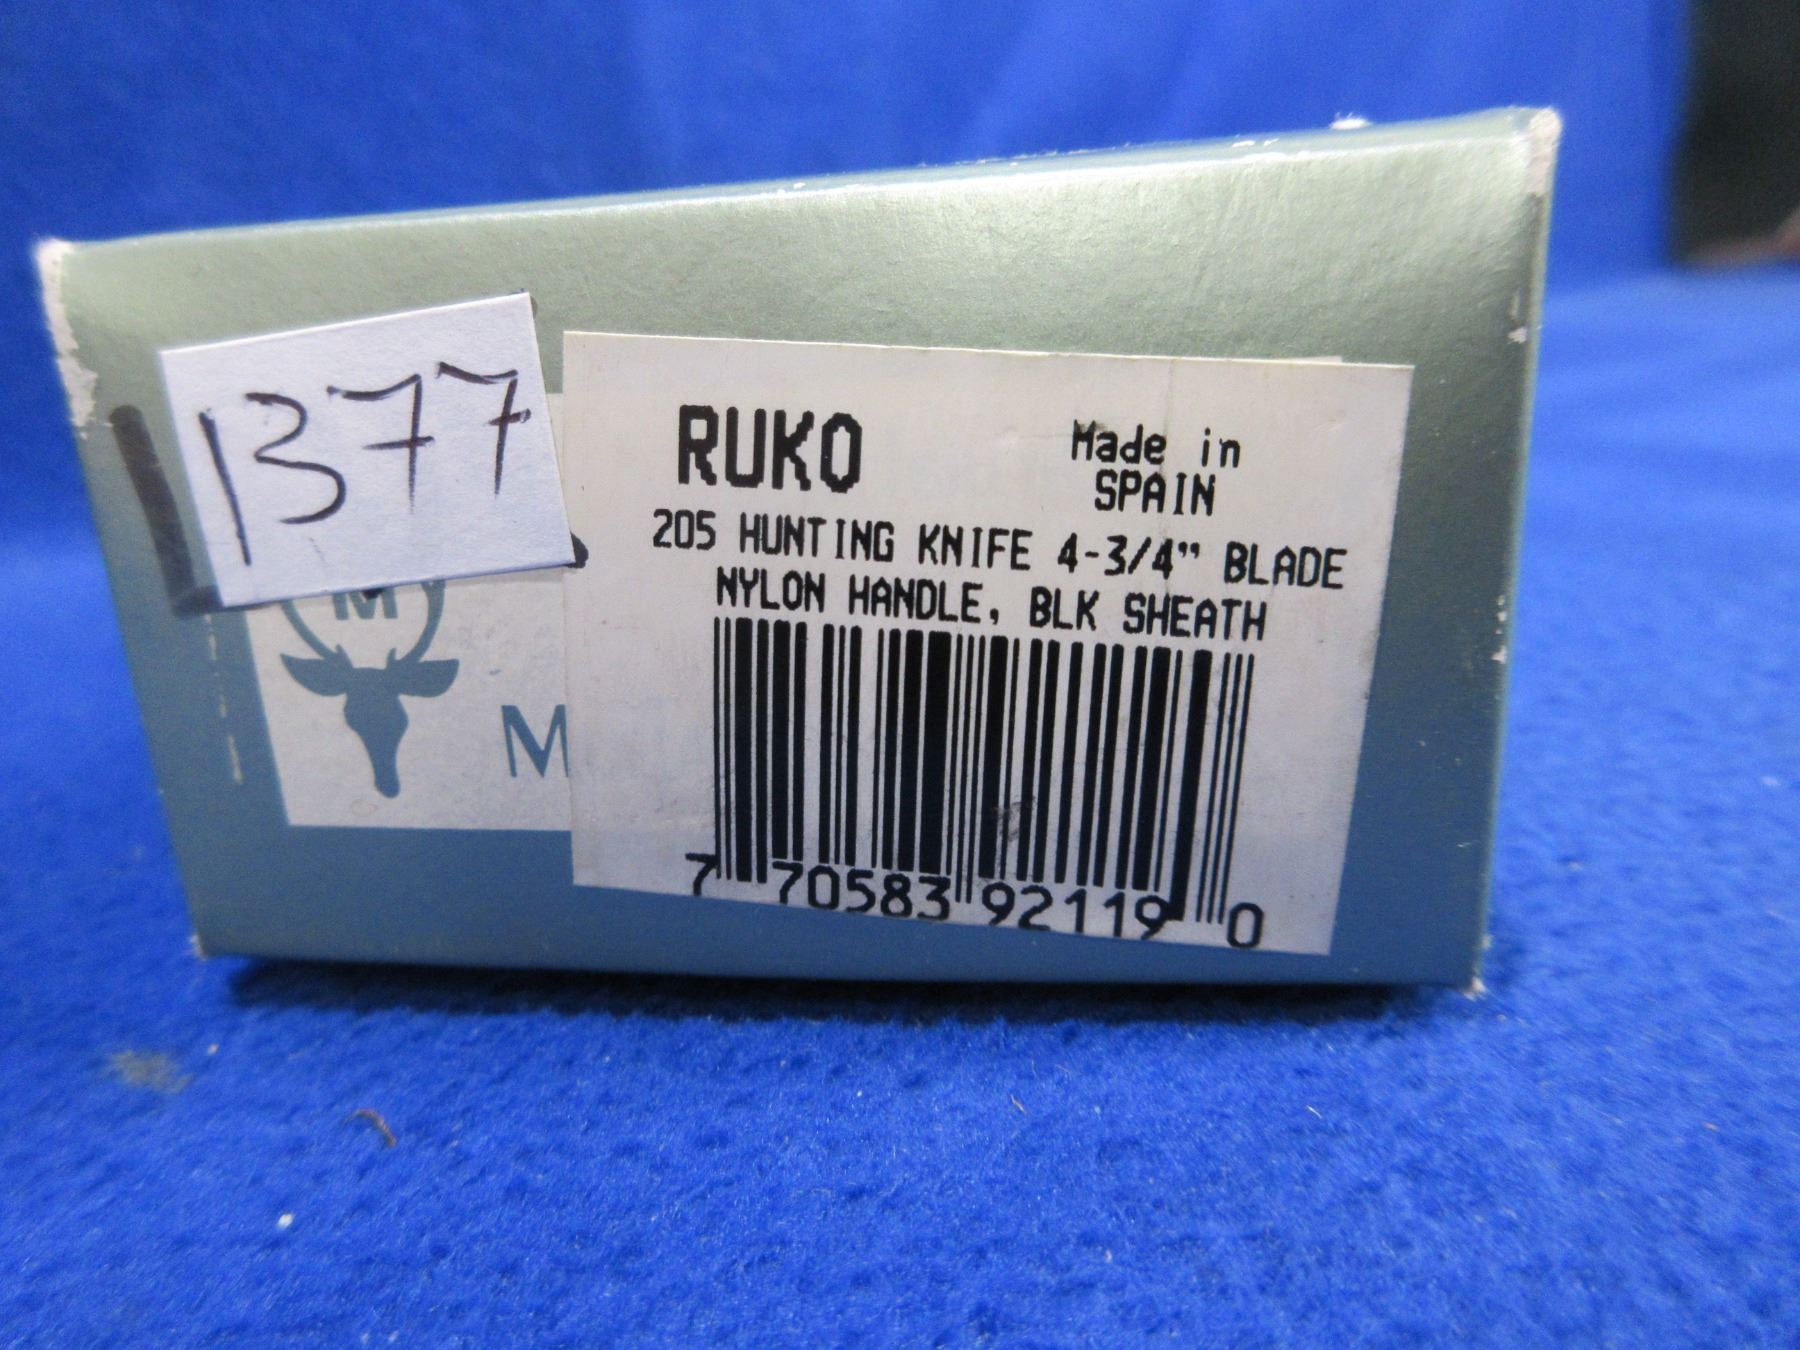 1377
RUKO
Made in
SPAIN
205 HUNTING KNIFE 4-3/4” BLADE
NYLON HANDLE, BLK SHEATH
7 70583 92119 0
M
M